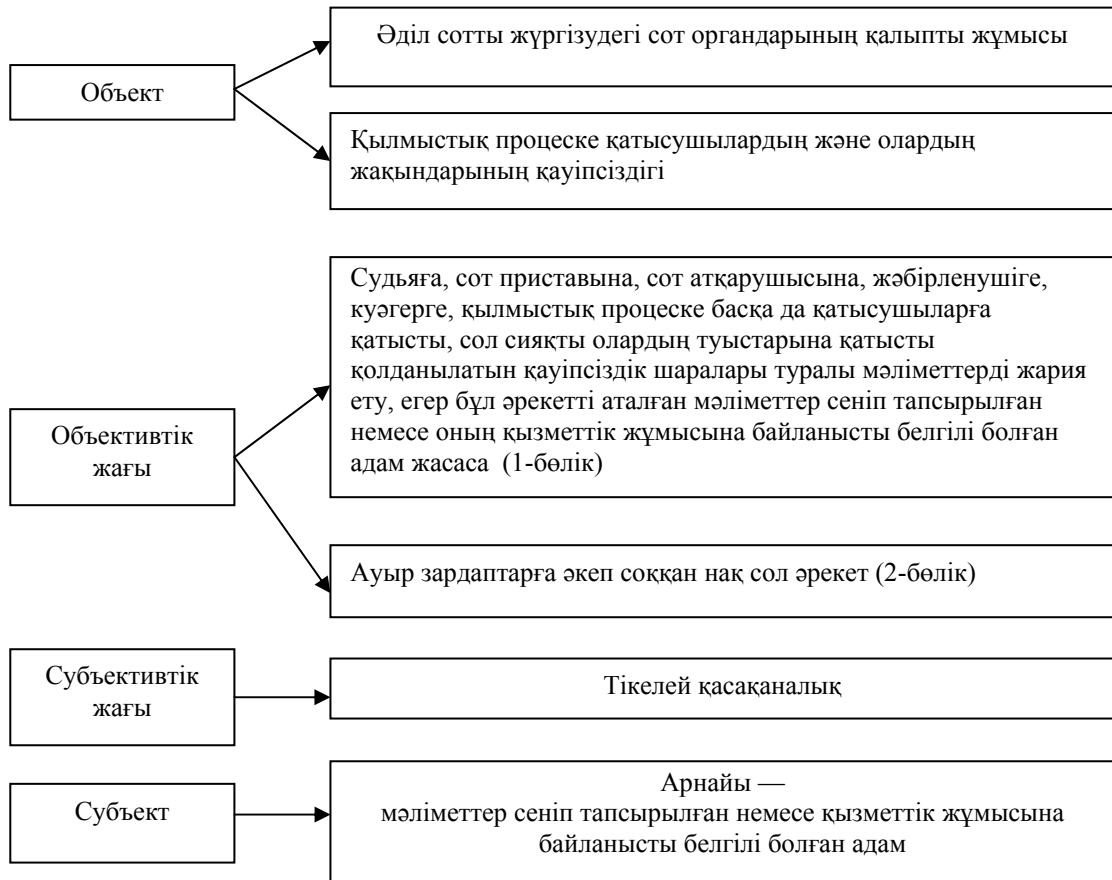 Объект
Әділ сотты жүргізудегі сот органдарының қалыпты жұмысы
Қылмыстық процеске қатысушылардың және олардың
жақындарының қауіпсіздігі
Объективтік
жағы
Судьяға, сот приставына, сот атқарушысына, жәбірленушіге,
куәгерге, қылмыстық процеске басқа да қатысушыларға
қатысты, сол сияқты олардың туыстарына қатысты
қолданылатын қауіпсіздік шаралары туралы мәліметтерді жария
ету, егер бұл әрекетті аталған мәліметтер сеніп тапсырылған
немесе оның қызметтік жұмысына байланысты белгілі болған
адам жасаса (1-бөлік)
Ауыр зардаптарға әкеп соққан нақ сол әрекет (2-бөлік)
Субъективтік
жағы
Тікелей қасақаналық
Субъект
Арнайы —
мәліметтер сеніп тапсырылған немесе қызметтік жұмысына
байланысты белгілі болған адам